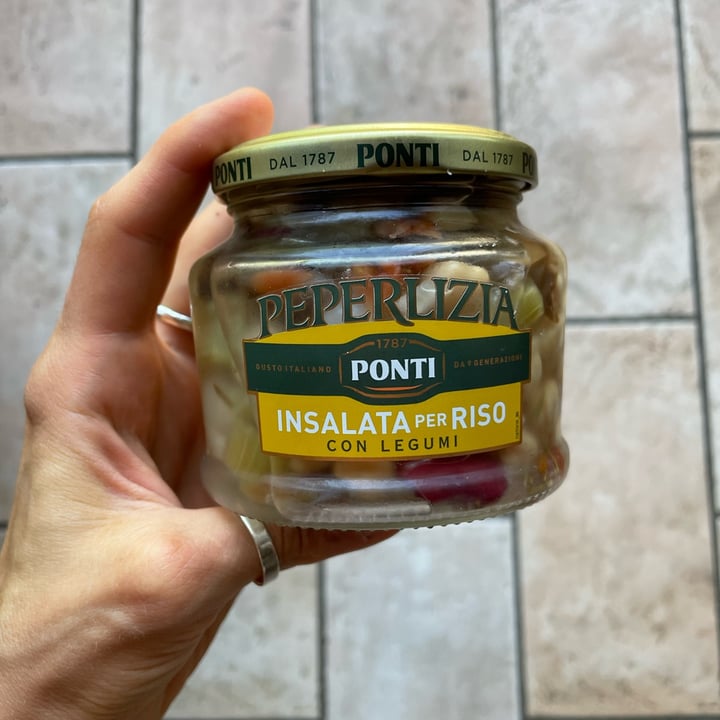 PONTI DAL 1787 PONTI DAL 1787 PO
PEPERLIZIA
1787
GUSTO ITALIANO PONTI DA 9 GENERAZIONI
INSALATA PER RISO
CON LEGUMI